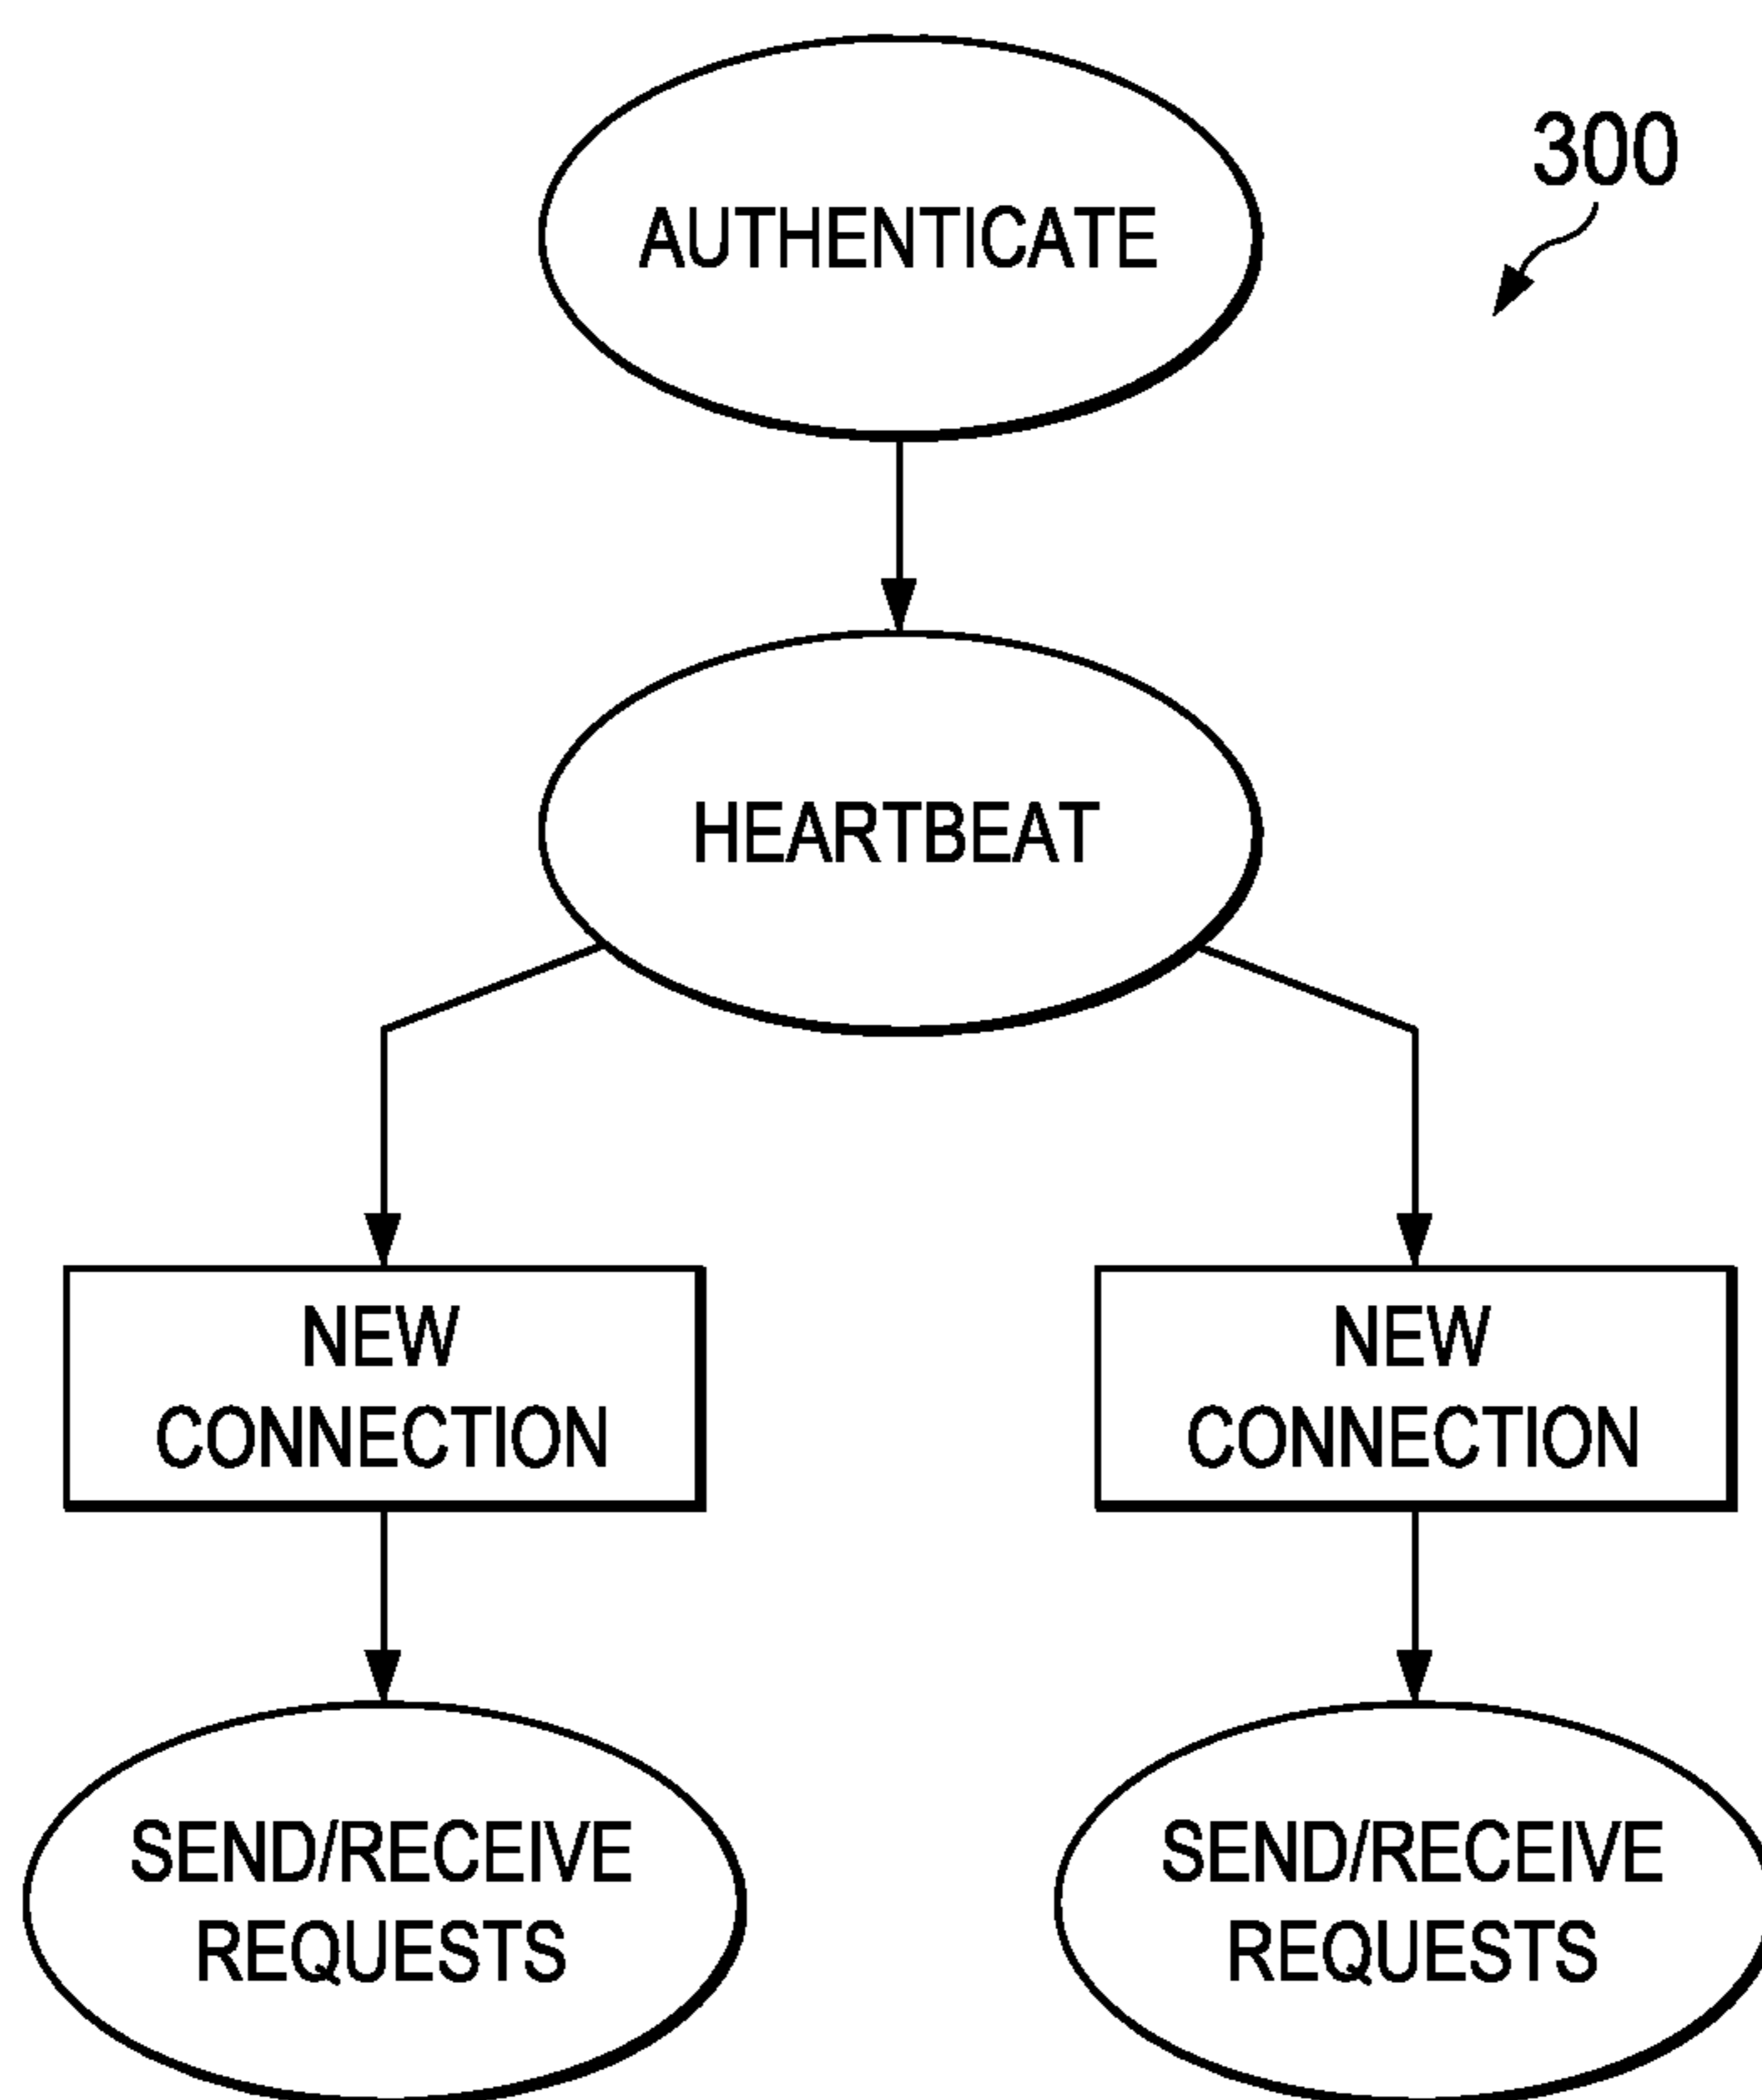 AUTHENTICATE
300
HEARTBEAT
NEW
CONNECTION
NEW
CONNECTION
SEND/RECEIVE
REQUESTS
SEND/RECEIVE
REQUESTS